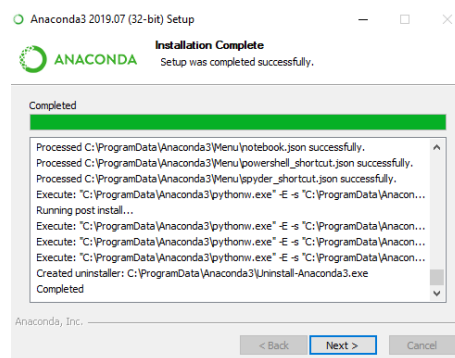 Anaconda3 2019.07 (32-bit) Setup
ANACONDA
Installation Complete
Setup was completed successfully.
Completed
Processed C:\ProgramData\Anaconda3\Menu\notebook.json successfully.
Processed C:\ProgramData\Anaconda3\Menu\powershell_shortcut.json successfully.
Processed C:\ProgramData\Anaconda3\Menu\spyder_shortcut.json successfully.
Execute: "C:\ProgramData\Anaconda3\pythonw.exe" -E -s "C:\ProgramData\Anacon...
Running post install...
Execute: "C:\ProgramData\Anaconda3\pythonw.exe" -E -s "C:\ProgramData\Anacon...
Execute: "C:\ProgramData\Anaconda3\pythonw.exe" -E -s "C:\ProgramData\Anacon...
Execute: "C:\ProgramData\Anaconda3\pythonw.exe" -E -s "C:\ProgramData\Anacon...
Created uninstaller: C:\ProgramData\Anaconda3\Uninstall-Anaconda3.exe
Completed
Anaconda, Inc.
< Back Next > Cancel